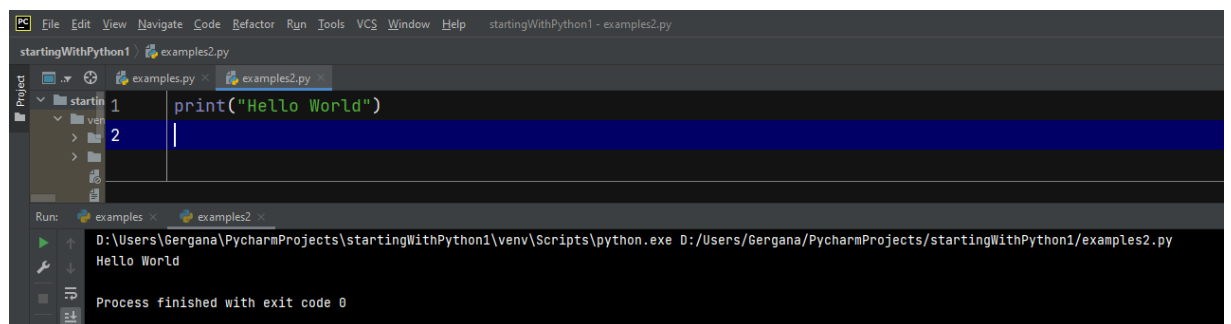 PC File Edit View Navigate Code Refactor Run Tools VCS Window Help startingWithPython1 - examples2.py
startingWithPython1 examples2.py
Project
examples.py examples2.py
startin
ven
1 print("Hello World")
2
Run: examples examples2
D:\Users\Gergana\PycharmProjects\startingWithPython1\venv\Scripts\python.exe D:/Users/Gergana/PycharmProjects/startingWithPython1/examples2.py
Hello World
Process finished with exit code 0